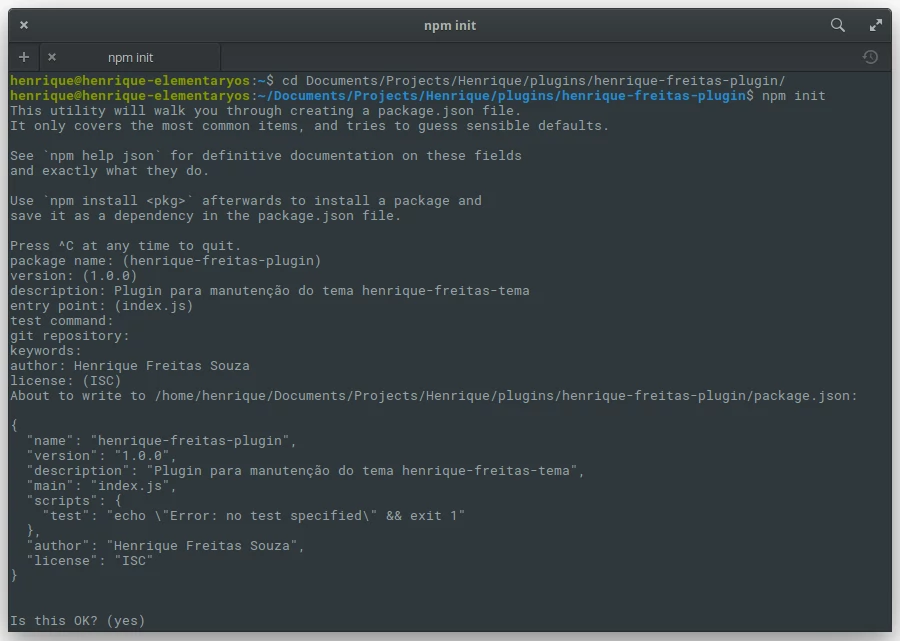 npm init
npm init
henrique@henrique-elementaryos:~$ cd Documents/Projects/Henrique/plugins/henrique-freitas-plugin/
henrique@henrique-elementaryos:~/Documents/Projects/Henrique/plugins/henrique-freitas-plugin$ npm init
This utility will walk you through creating a package.json file.
It only covers the most common items, and tries to guess sensible defaults.

See `npm help json` for definitive documentation on these fields
and exactly what they do.

Use `npm install <pkg>` afterwards to install a package and
save it as a dependency in the package.json file.

Press ^C at any time to quit.
package name: (henrique-freitas-plugin)
version: (1.0.0)
description: Plugin para manutenção do tema henrique-freitas-tema
entry point: (index.js)
test command:
git repository:
keywords:
author: Henrique Freitas Souza
license: (ISC)
About to write to /home/henrique/Documents/Projects/Henrique/plugins/henrique-freitas-plugin/package.json:

{
  "name": "henrique-freitas-plugin",
  "version": "1.0.0",
  "description": "Plugin para manutenção do tema henrique-freitas-tema",
  "main": "index.js",
  "scripts": {
    "test": "echo \"Error: no test specified\" && exit 1"
  },
  "author": "Henrique Freitas Souza",
  "license": "ISC"
}

Is this OK? (yes)